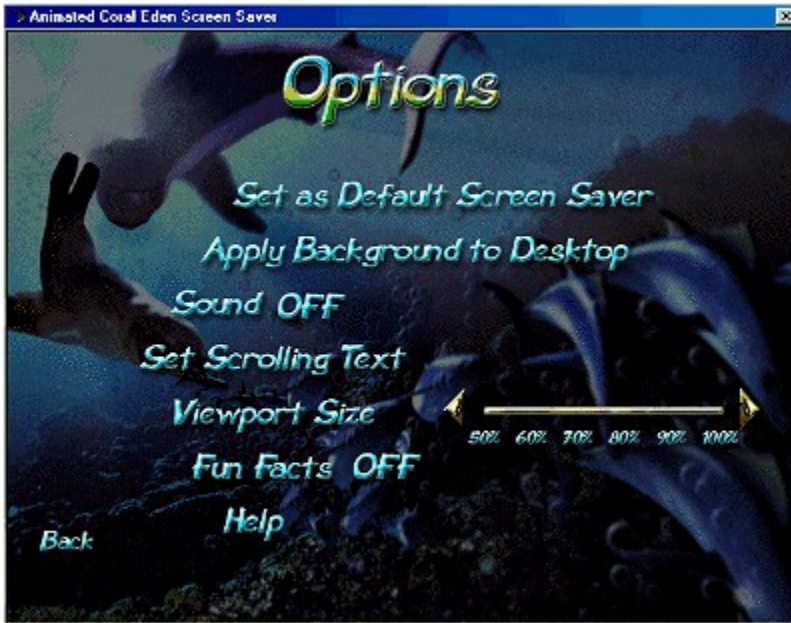 Animated Coral Eden Screen Saver
Options
Set as Default Screen Saver
Apply Background to Desktop
Sound OFF
Set Scrolling Text
Viewport Size
50% 60% 70% 80% 90% 100%
Fun Facts OFF
Help
Back